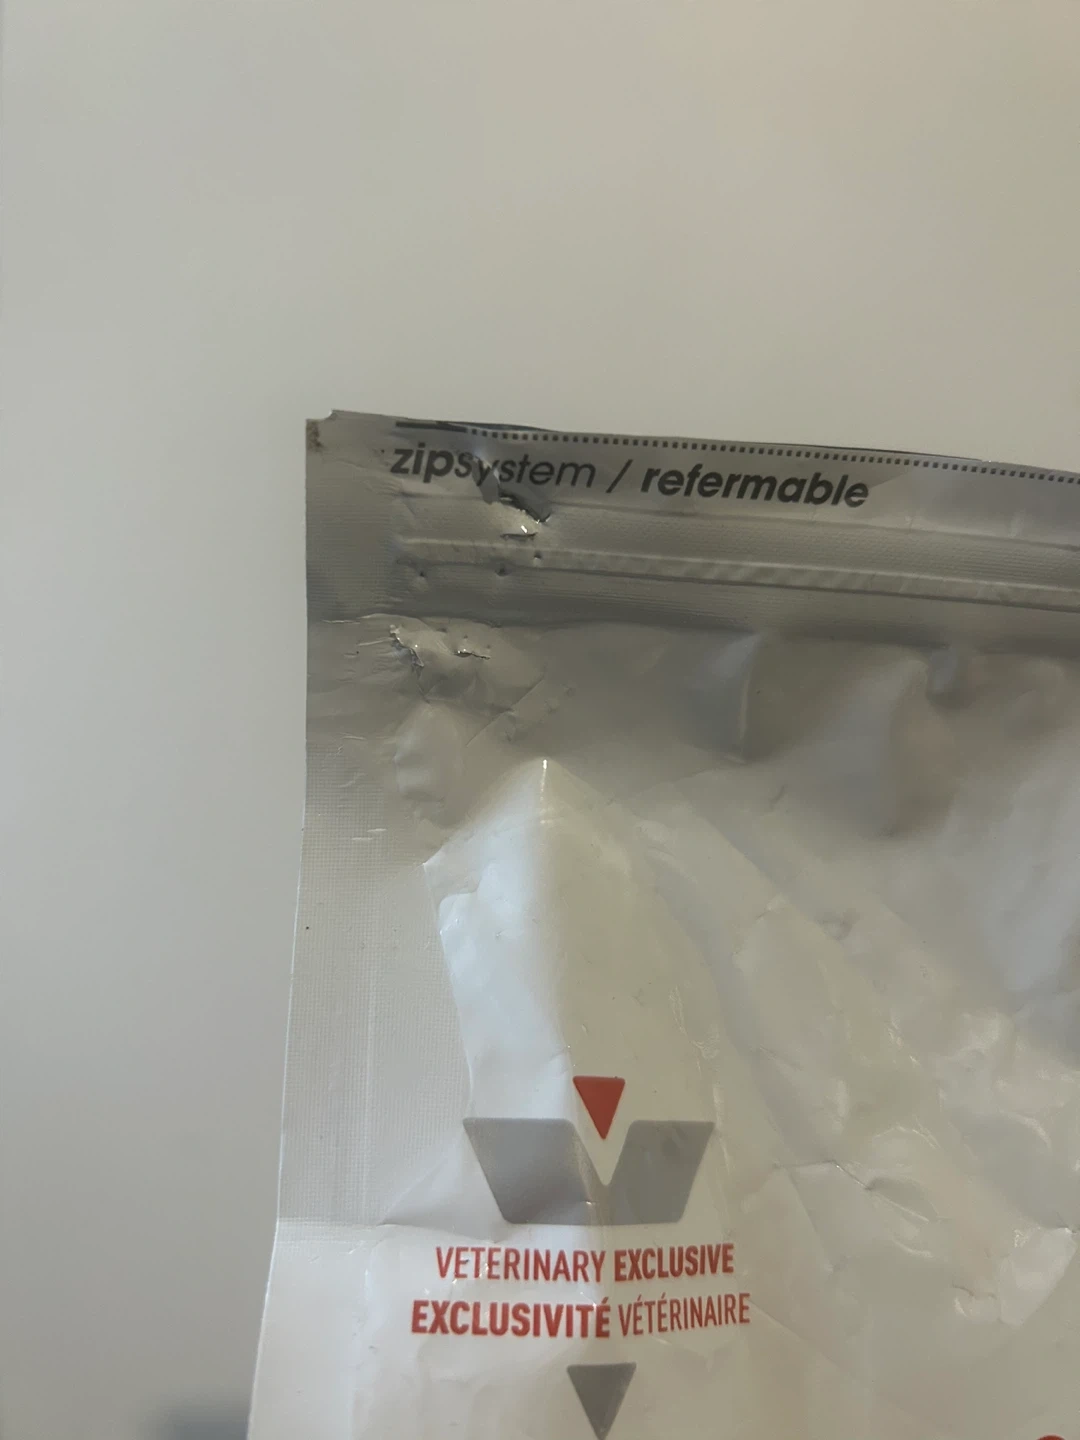 zipsystem / refermable
VETERINARY EXCLUSIVE
EXCLUSIVITÉ VÉTÉRINAIRE